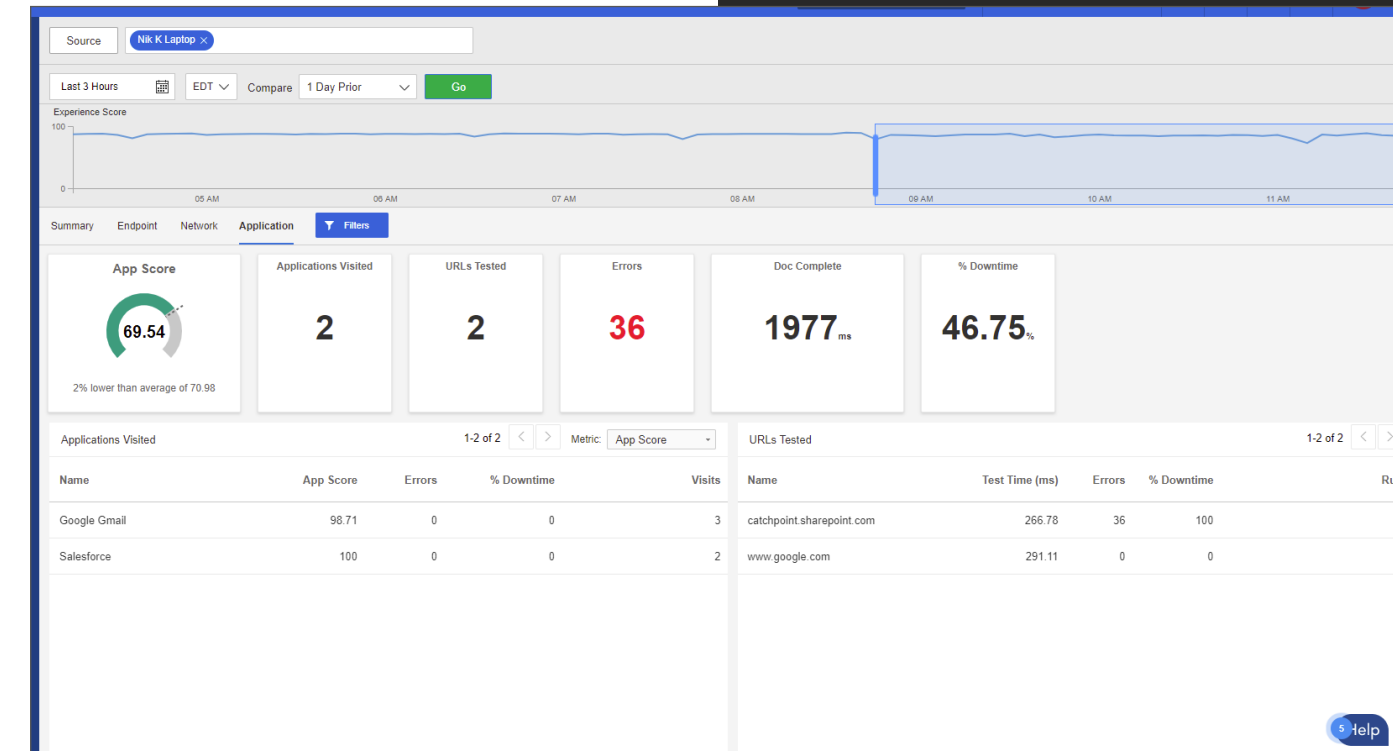 Source Nik K Laptop ×
Last 3 Hours EDT Compare 1 Day Prior Go
Experience Score
100
0
05 AM 06 AM 07 AM 08 AM 09 AM 10 AM 11 AM
Summary Endpoint Network Application Filters
App Score Applications Visited URLs Tested Errors Doc Complete % Downtime
69.54 2 2 36 1977 ms 46.75 %
2% lower than average of 70.98
Applications Visited 1-2 of 2 < > Metric: App Score URLs Tested 1-2 of 2 < >
Name App Score Errors % Downtime Visits Name Test Time (ms) Errors % Downtime
Google Gmail 98.71 0 0 3 catchpoint.sharepoint.com 266.78 36 100
Salesforce 100 0 0 2 www.google.com 291.11 0 0
5 Help